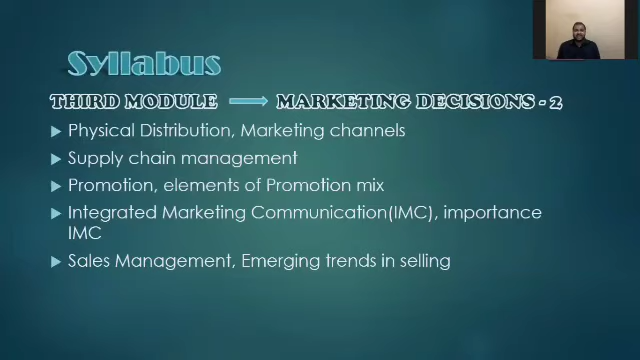 Syllabus
THIRD MODULE MARKETING DECISIONS - 2
Physical Distribution, Marketing channels
Supply chain management
Promotion, elements of Promotion mix
Integrated Marketing Communication(IMC), importance
IMC
Sales Management, Emerging trends in selling